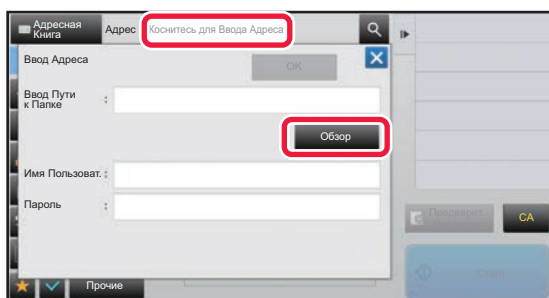 Адресная
Книга
Адрес
Коснитесь для Ввода Адреса
Ввод Адреса
OK
Ввод Пути
к Папке :
Обзор
Имя Пользоват. :
Пароль :
Предварит.
CA
Старт
Прочие